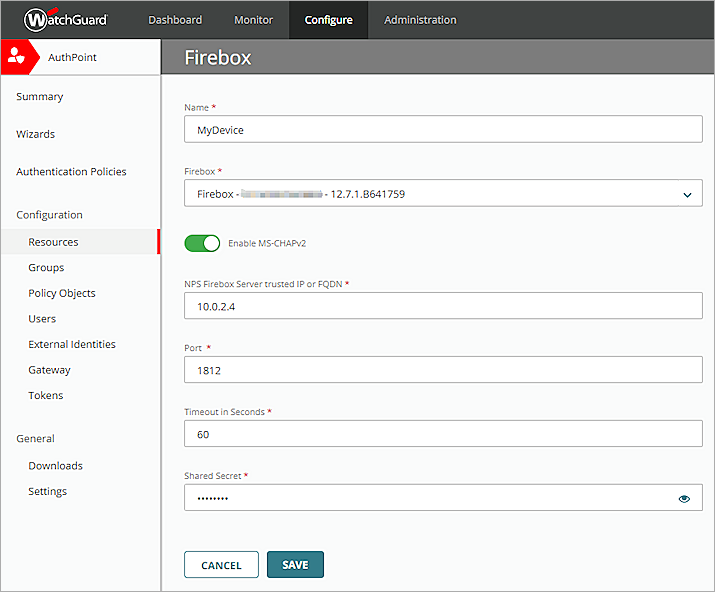 WatchGuard Dashboard Monitor Configure Administration
AuthPoint
Firebox
Summary
Wizards
Authentication Policies
Configuration
Resources
Groups
Policy Objects
Users
External Identities
Gateway
Tokens
General
Downloads
Settings
Name *
MyDevice
Firebox *
Firebox - - 12.7.1.B641759
Enable MS-CHAPv2
NPS Firebox Server trusted IP or FQDN *
10.0.2.4
Port *
1812
Timeout in Seconds *
60
Shared Secret *
••••••••
CANCEL SAVE